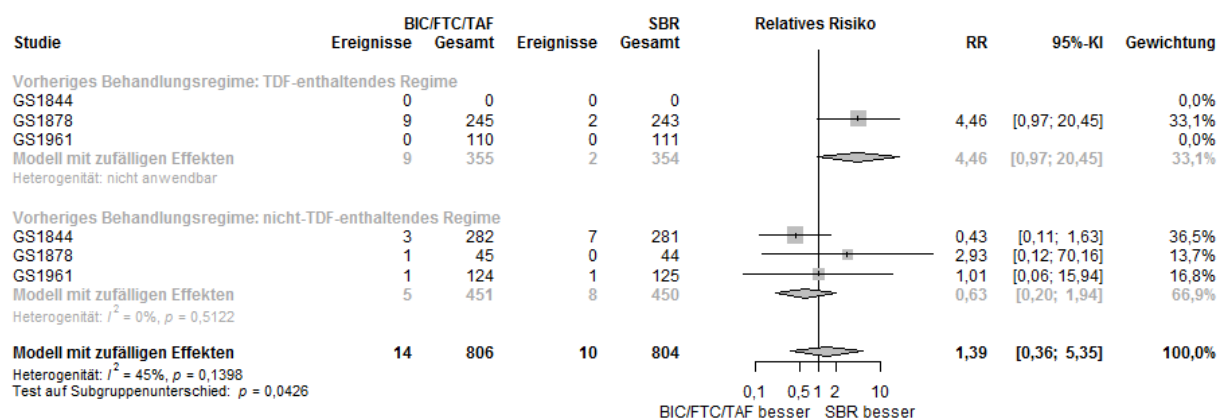 BIC/FTC/TAF SBR Relatives Risiko
Studie Ereignisse Gesamt Ereignisse Gesamt RR 95%-KI Gewichtung
Vorheriges Behandlungsregime: TDF-enthaltendes Regime
GS1844 0 0 0 0 0,0%
GS1878 9 245 2 243 4,46 [0,97; 20,45] 33,1%
GS1961 0 110 0 111 0,0%
Modell mit zufälligen Effekten 9 355 2 354 4,46 [0,97; 20,45] 33,1%
Heterogenität: nicht anwendbar
Vorheriges Behandlungsregime: nicht-TDF-enthaltendes Regime
GS1844 3 282 7 281 0,43 [0,11; 1,63] 36,5%
GS1878 1 45 0 44 2,93 [0,12; 70,16] 13,7%
GS1961 1 124 1 125 1,01 [0,06; 15,94] 16,8%
Modell mit zufälligen Effekten 5 451 8 450 0,63 [0,20; 1,94] 66,9%
Heterogenität: I² = 0%, p = 0,5122
Modell mit zufälligen Effekten 14 806 10 804 1,39 [0,36; 5,35] 100,0%
Heterogenität: I² = 45%, p = 0,1398
Test auf Subgruppenunterschied: p = 0,0426
0,1 0,5 1 2 10
BIC/FTC/TAF besser SBR besser